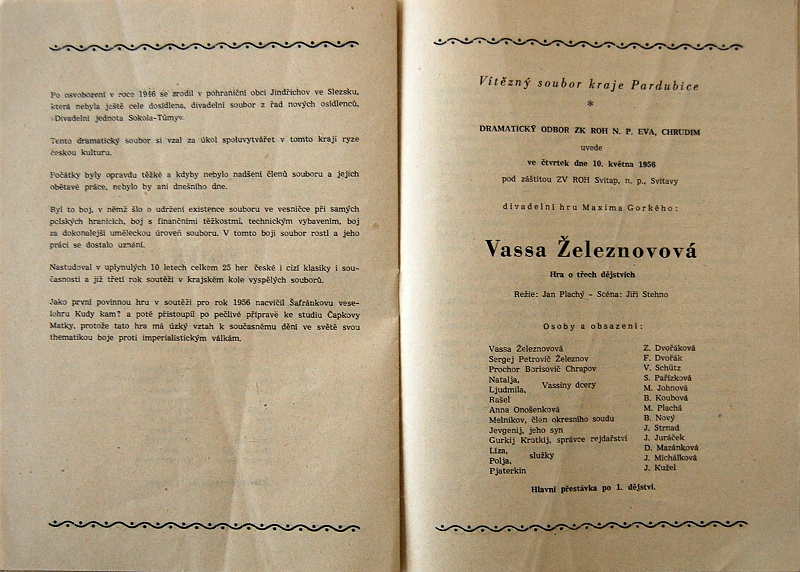 Po osvobození v roce 1946 se zrodil v pohraniční obci Jindřichov ve Slezsku,
která nebyla ještě cele dosídlena, divadelní soubor z řad nových osídlenců,
»Divadelní jednota Sokola-Tůmy«.
Tento dramatický soubor si vzal za úkol spoluvytvářet v tomto kraji ryze
českou kulturu.
Počátky byly opravdu těžké a kdyby nebylo nadšení členů souboru a jejich
obětavé práce, nebylo by ani dnešního dne.
Byl to boj, v němž šlo o udržení existence souboru ve vesničce při samých
polských hranicích, boj s finančními těžkostmi, technickým vybavením, boj
za dokonalejší uměleckou úroveň souboru. V tomto boji soubor rostl a jeho
práci se dostalo uznání.
Nastudoval v uplynulých 10 letech celkem 25 her české i cizí klasiky i sou-
časnosti a již třetí rok soutěží v krajském kole vyspělých souborů.
Jako první povinnou hru v soutěži pro rok 1956 nacvičil Šafránkovu vese-
lohru Kudy kam? a poté přistoupil po pečlivé přípravě ke studiu Čapkovy
Matky, protože tato hra má úzký vztah k současnému dění ve světě svou
thematikou boje proti imperialistickým válkám.
Vítězný soubor kraje Pardubice
*
DRAMATICKÝ ODBOR ZK ROH N. P. EVA, CHRUDIM
uvede
ve čtvrtek dne 10. května 1956
pod záštitou ZV ROH Svitap, n. p., Svitavy
divadelní hru Maxima Gorkého:
Vassa Železnovová
Hra o třech dějstvích
Režie: Jan Plachý - Scéna: Jiří Stehno
Osoby a obsazení:
Vassa Železnovová Z. Dvořáková
Sergej Petrovič Železnov F. Dvořák
Prochor Borisovič Chrapov V. Schütz
Natalja, S. Pařízková
Vassiny dcery
Ljudmila, M. Johnová
Rašel B. Koubová
Anna Onošenková M. Plachá
Melnikov, člen okresního soudu B. Nový
Jevgenij, jeho syn J. Strnad
Gurkij Krotkij, správce rejdařství J. Juráček
Líza, D. Mazánková
služky
Polja, J. Michálková
Pjaterkin J. Kužel
Hlavní přestávka po 1. dějství.